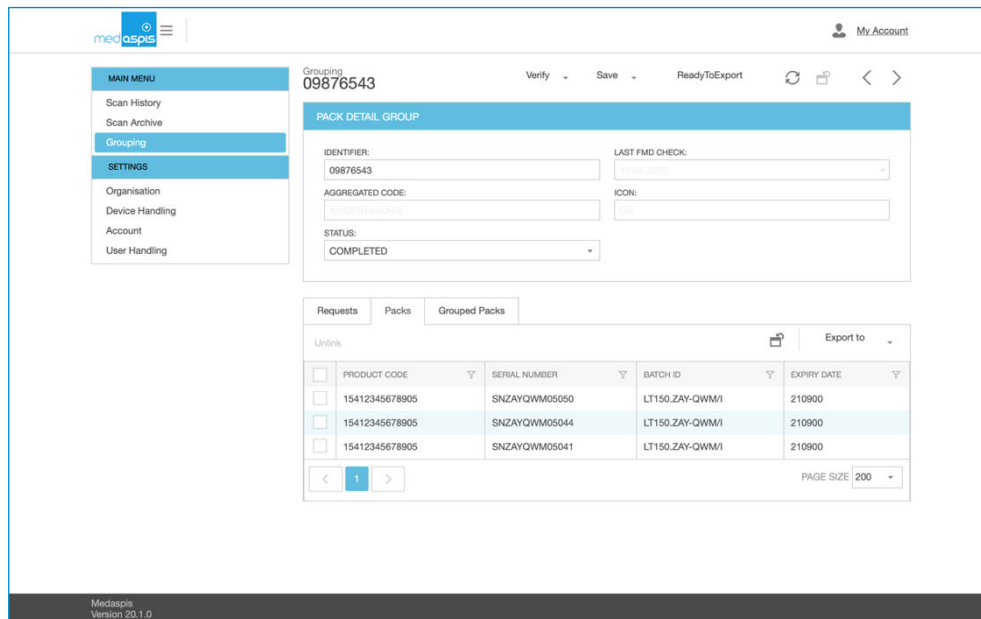 medaspis
My Account
MAIN MENU
Scan History
Scan Archive
Grouping
SETTINGS
Organisation
Device Handling
Account
User Handling
Grouping
09876543
Verify Save ReadyToExport
PACK DETAIL GROUP
IDENTIFIER: LAST FMD CHECK:
09876543
AGGREGATED CODE: ICON:
OK
STATUS:
COMPLETED
Requests Packs Grouped Packs
Unlink Export to
PRODUCT CODE SERIAL NUMBER BATCH ID EXPIRY DATE
15412345678905 SNZAYQWM05050 LT150.ZAY-QWM/I 210900
15412345678905 SNZAYQWM05044 LT150.ZAY-QWM/I 210900
15412345678905 SNZAYQWM05041 LT150.ZAY-QWM/I 210900
1 PAGE SIZE 200
Medaspis
Version 20.1.0